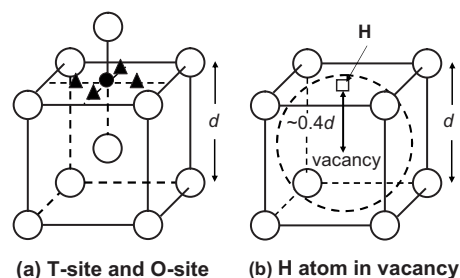 H
d
~0.4d
d
vacancy
(a) T-site and O-site
(b) H atom in vacancy